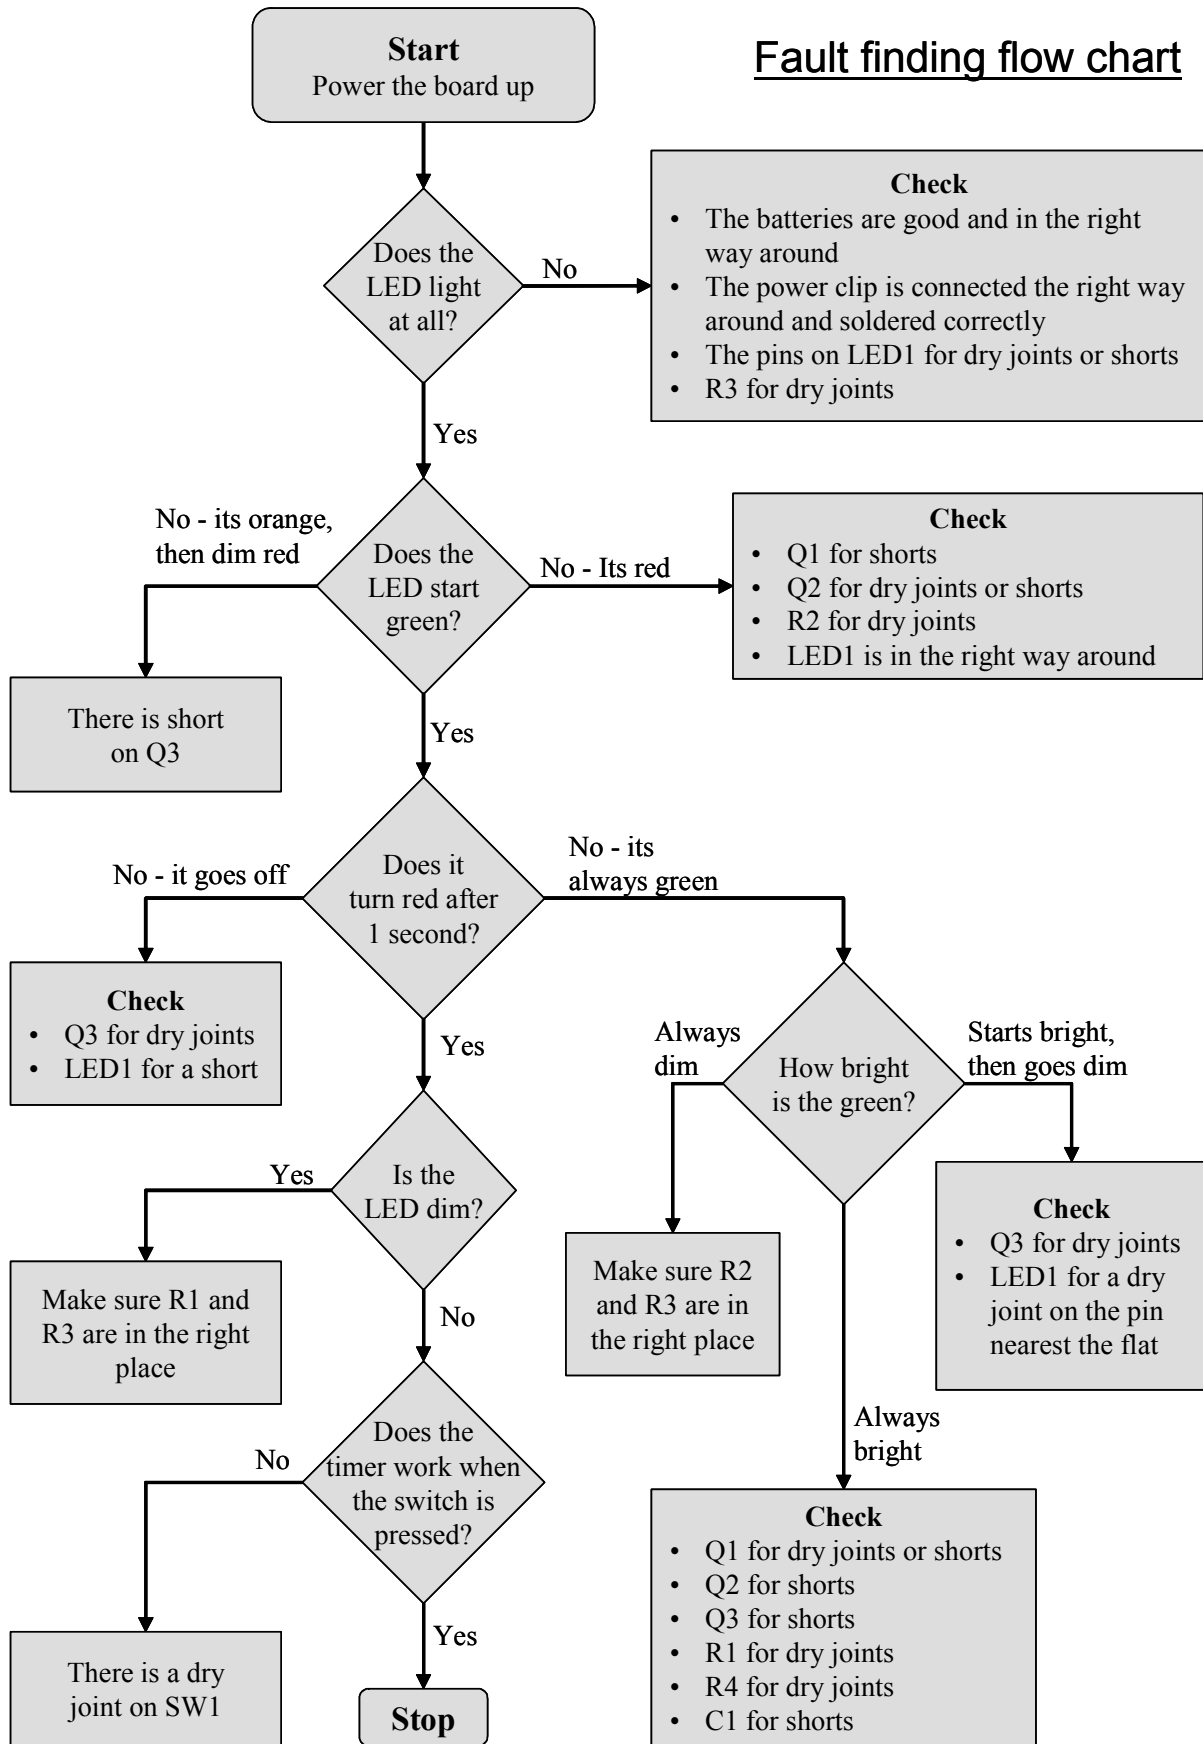 Fault finding flow chart
Start
Power the board up
Does the
LED light
at all?
No
Check
• The batteries are good and in the right
way around
• The power clip is connected the right way
around and soldered correctly
• The pins on LED1 for dry joints or shorts
• R3 for dry joints
Yes
No - its orange,
then dim red
Does the
LED start
green?
No - Its red
Check
• Q1 for shorts
• Q2 for dry joints or shorts
• R2 for dry joints
• LED1 is in the right way around
There is short
on Q3
Yes
No - it goes off
Does it
turn red after
1 second?
No - its
always green
Check
• Q3 for dry joints
• LED1 for a short
Yes
Always
dim
How bright
is the green?
Starts bright,
then goes dim
Yes
Is the
LED dim?
Make sure R1 and
R3 are in the right
place
No
Make sure R2
and R3 are in
the right place
Check
• Q3 for dry joints
• LED1 for a dry
joint on the pin
nearest the flat
Always
bright
No
Does the
timer work when
the switch is
pressed?
Check
• Q1 for dry joints or shorts
• Q2 for shorts
• Q3 for shorts
• R1 for dry joints
• R4 for dry joints
• C1 for shorts
There is a dry
joint on SW1
Yes
Stop